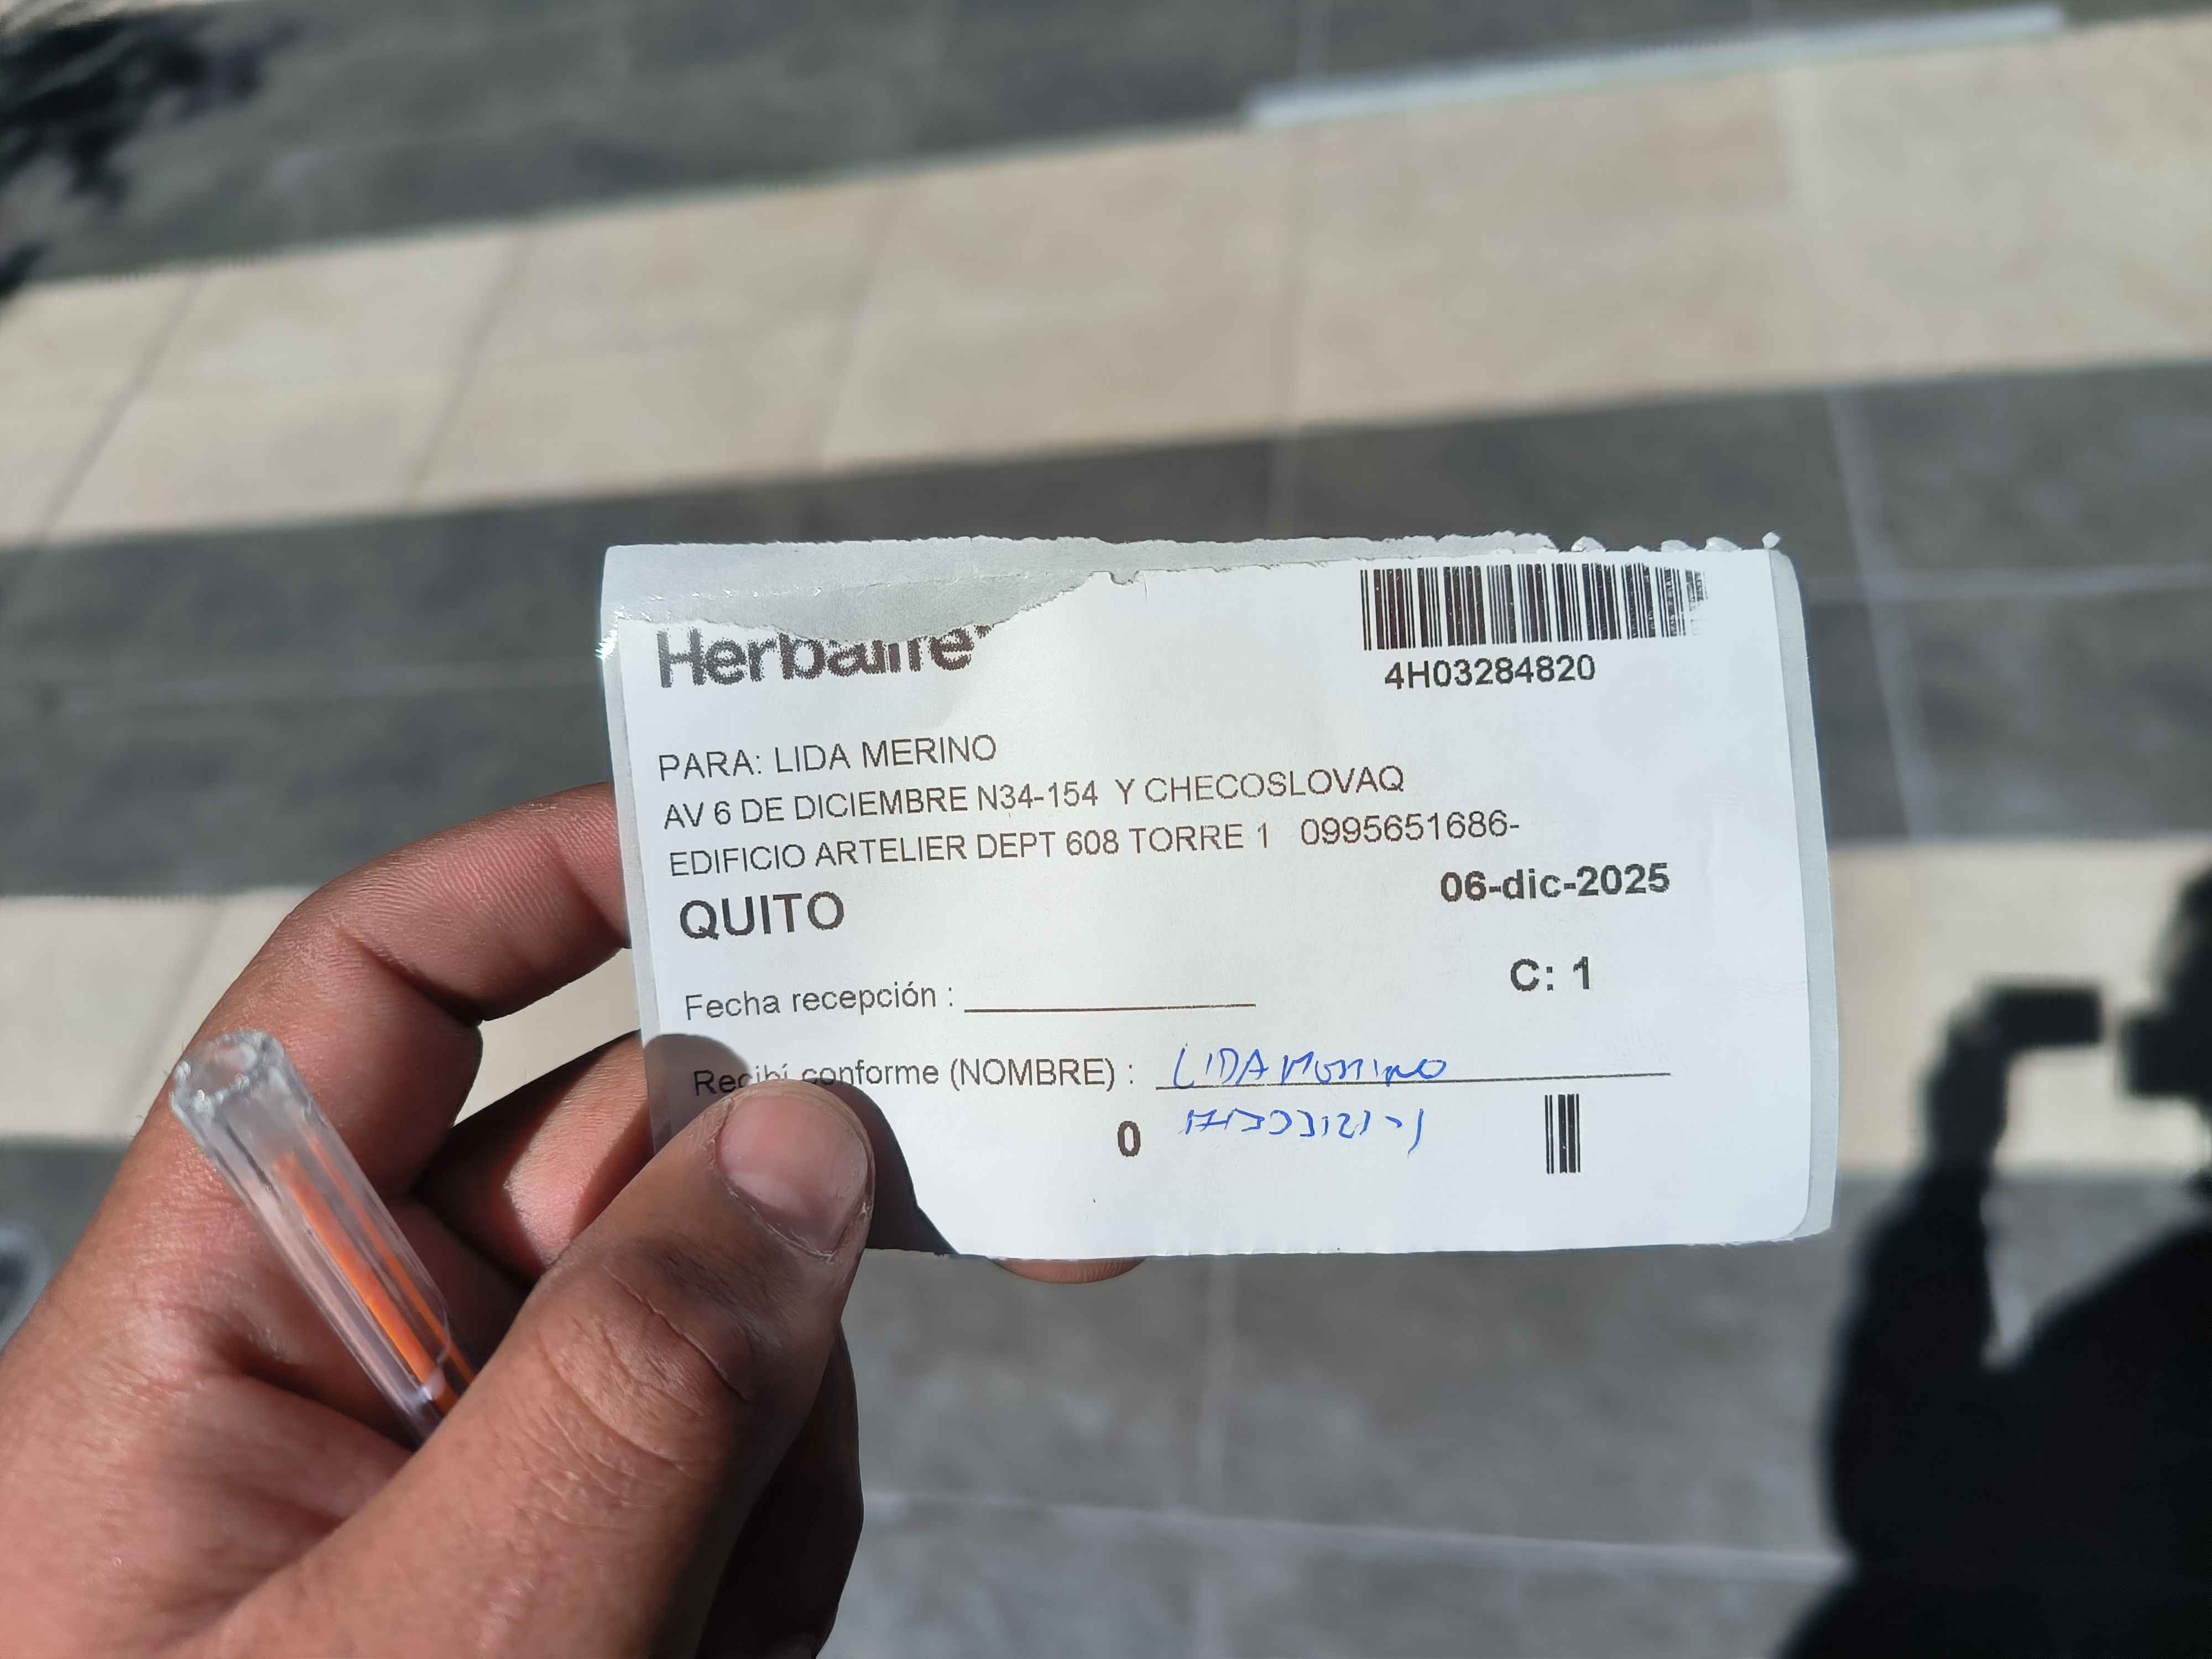 Herbalife
4H03284820
PARA: LIDA MERINO
AV 6 DE DICIEMBRE N34-154 Y CHECOSLOVAQ
EDIFICIO ARTELIER DEPT 608 TORRE 1 0995651686-
QUITO
06-dic-2025
C: 1
Fecha recepción :
Recibí conforme (NOMBRE) : LIDA Merino
0